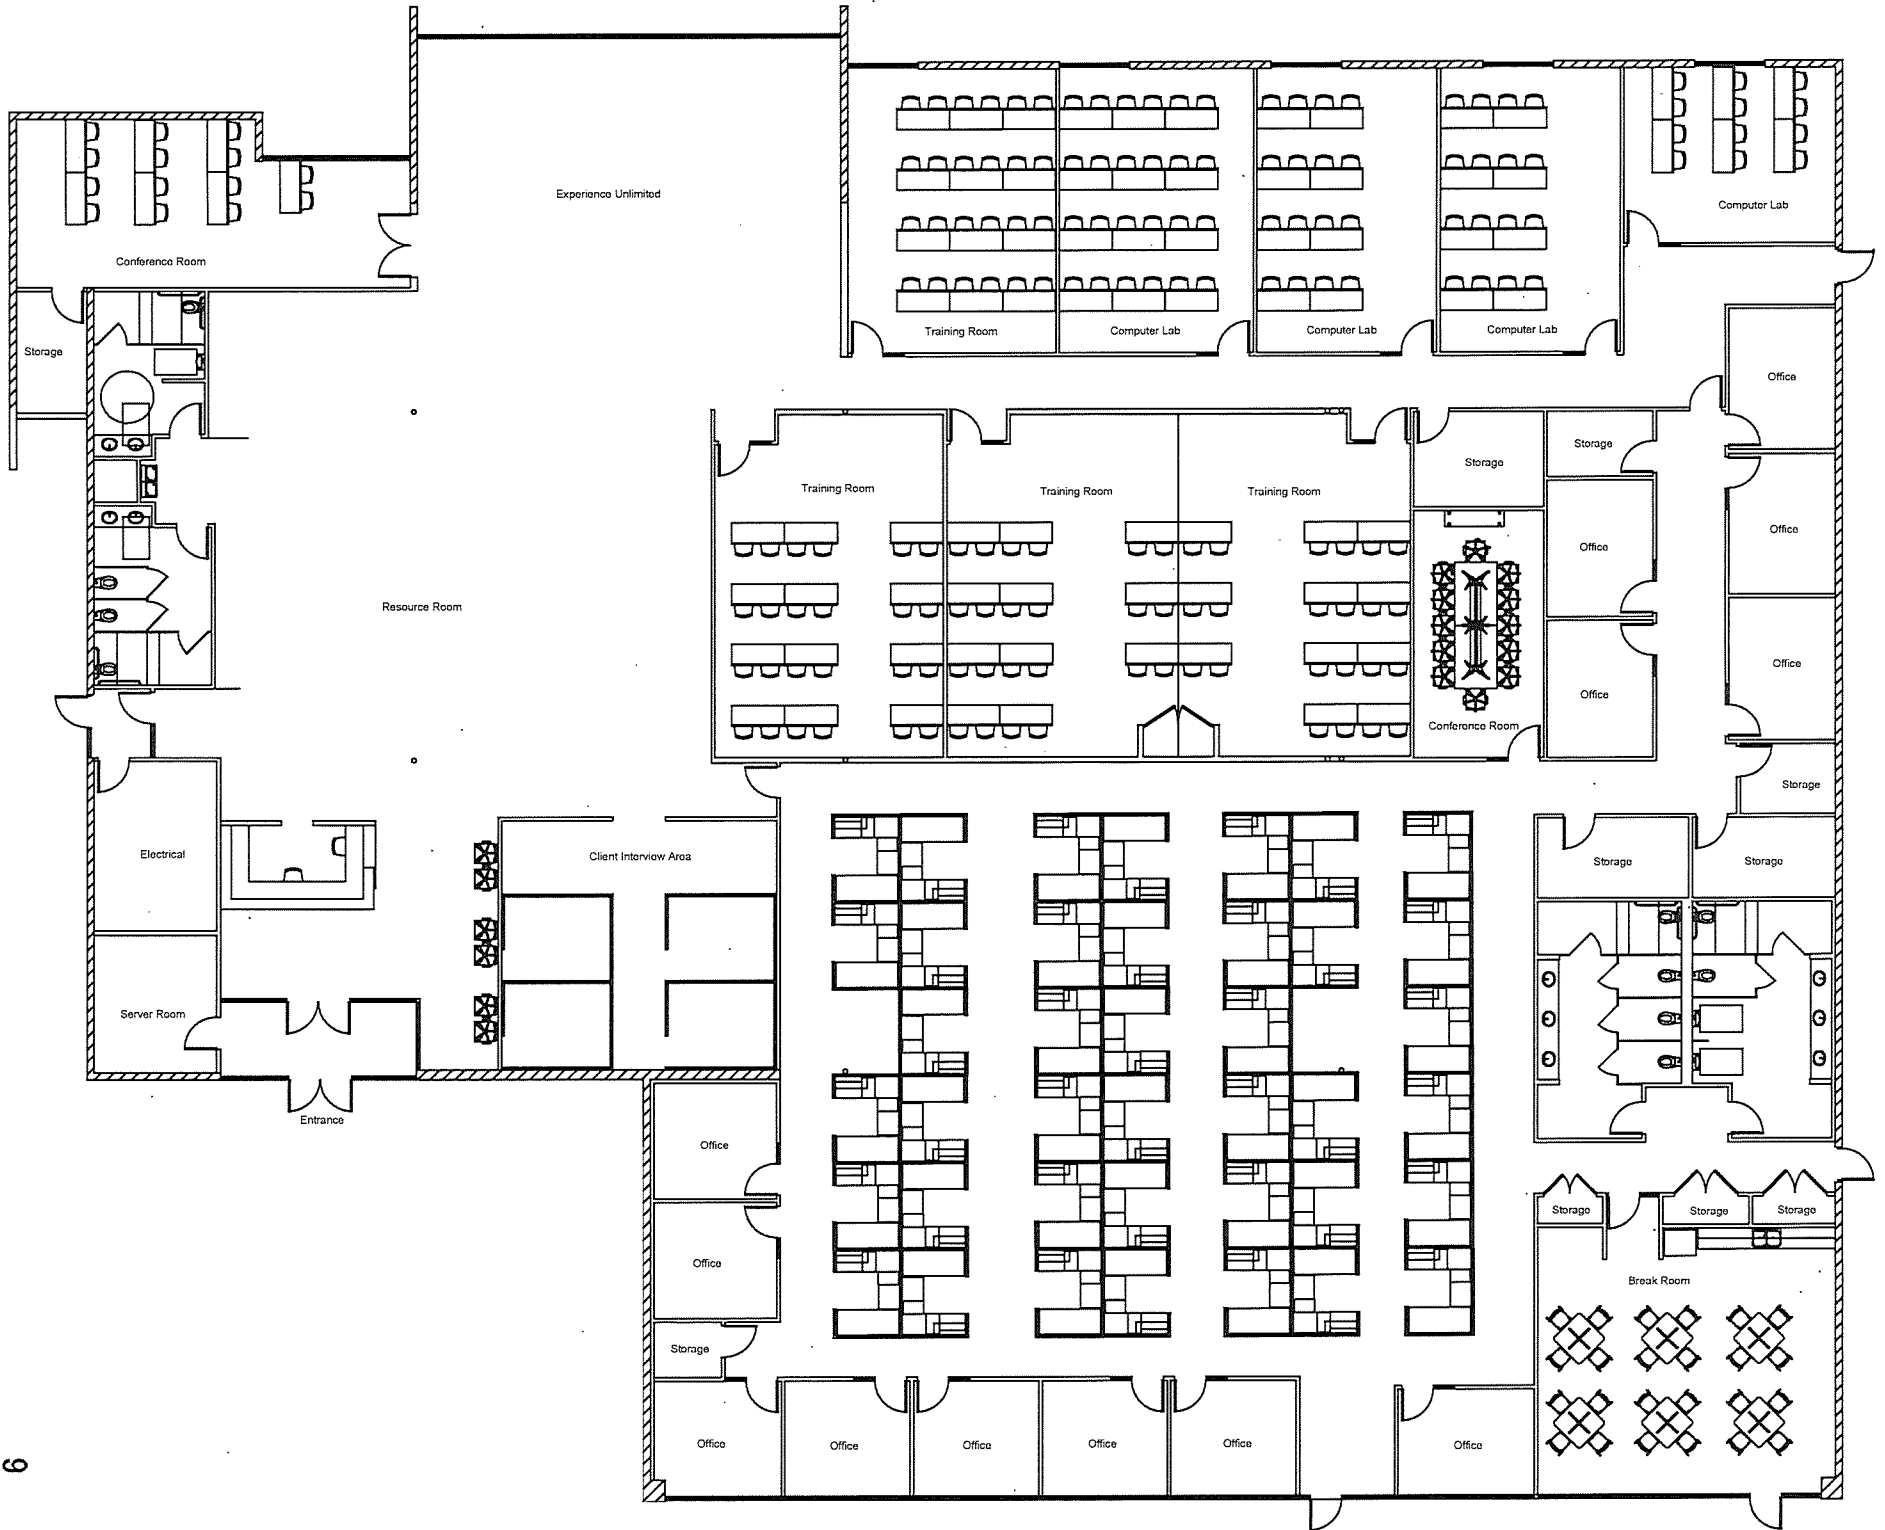 Experience Unlimited
Computer Lab
Conference Room
Training Room
Computer Lab
Computer Lab
Computer Lab
Storage
Office
Storage
Storage
Training Room
Training Room
Training Room
Office
Office
Resource Room
Office
Office
Conference Room
Storage
Electrical
Client Interview Area
Storage
Storage
Server Room
Entrance
Office
Storage
Storage
Storage
Office
Break Room
Storage
Office
Office
Office
Office
Office
Office
6